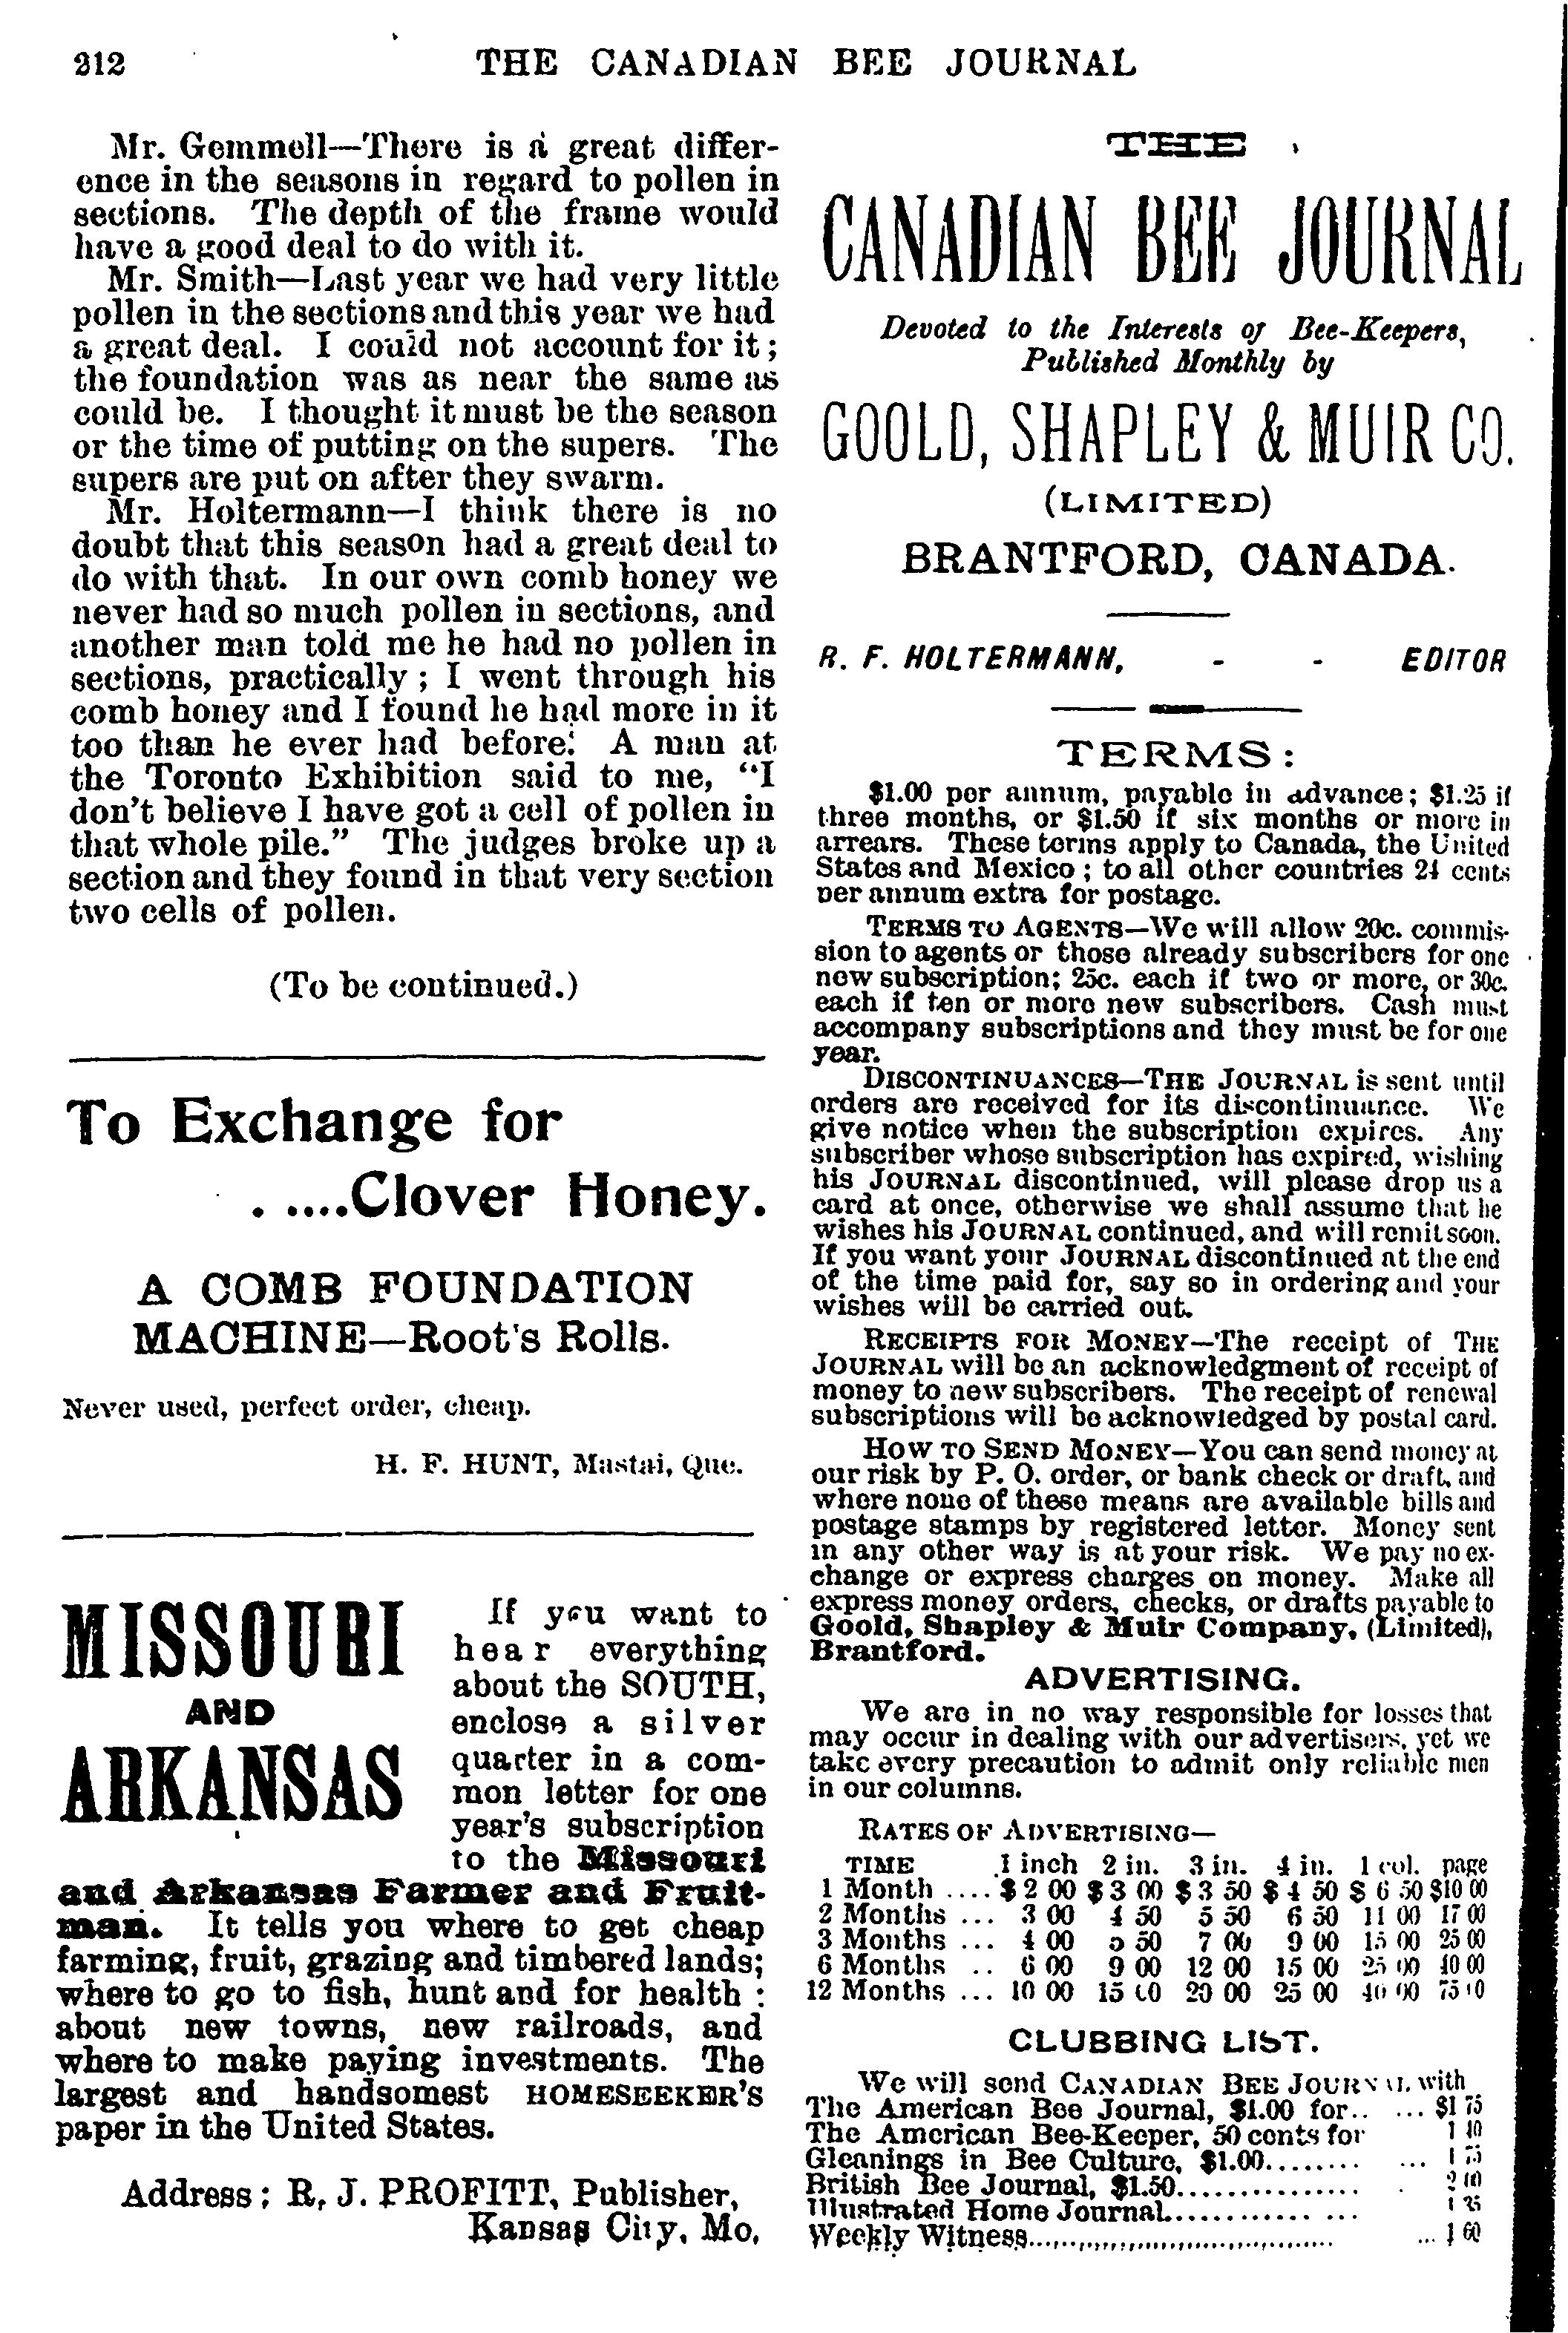 212 THE CANADIAN BEE JOURNAL
Mr. Gemmell—There is a great differ-
ence in the seasons in regard to pollen in
sections. The depth of the frame would
have a good deal to do with it.
Mr. Smith—Last year we had very little
pollen in the sections and this year we had
a great deal. I could not account for it;
the foundation was as near the same as
could be. I thought it must be the season
or the time of putting on the supers. The
supers are put on after they swarm.
Mr. Holtermann—I think there is no
doubt that this season had a great deal to
do with that. In our own comb honey we
never had so much pollen in sections, and
another man told me he had no pollen in
sections, practically; I went through his
comb honey and I found he had more in it
too than he ever had before. A man at
the Toronto Exhibition said to me, "I
don't believe I have got a cell of pollen in
that whole pile." The judges broke up a
section and they found in that very section
two cells of pollen.
(To be continued.)
To Exchange for
. ....Clover Honey.
A COMB FOUNDATION
MACHINE—Root's Rolls.
Never used, perfect order, cheap.
H. F. HUNT, Mastai, Que.
MISSOURI
AND
ARKANSAS
If you want to
hear everything
about the SOUTH,
enclose a silver
quarter in a com-
mon letter for one
year's subscription
to the Missouri
and Arkansas Farmer and Fruit-
man. It tells you where to get cheap
farming, fruit, grazing and timbered lands;
where to go to fish, hunt and for health:
about new towns, new railroads, and
where to make paying investments. The
largest and handsomest HOMESEEKER'S
paper in the United States.
Address: R. J. PROFITT, Publisher,
Kansas City, Mo.
THE
CANADIAN BEE JOURNAL
Devoted to the Interests of Bee-Keepers,
Published Monthly by
GOOLD, SHAPLEY & MUIR CO.
(LIMITED)
BRANTFORD, CANADA.
R. F. HOLTERMANN, - - EDITOR
TERMS:
$1.00 per annum, payable in advance; $1.25 if
three months, or $1.50 if six months or more in
arrears. These terms apply to Canada, the United
States and Mexico; to all other countries 24 cents
per annum extra for postage.
TERMS TO AGENTS—We will allow 20c. commis-
sion to agents or those already subscribers for one
new subscription; 25c. each if two or more, or 30c.
each if ten or more new subscribers. Cash must
accompany subscriptions and they must be for one
year.
DISCONTINUANCES—THE JOURNAL is sent until
orders are received for its discontinuance. We
give notice when the subscription expires. Any
subscriber whose subscription has expired, wishing
his JOURNAL discontinued, will please drop us a
card at once, otherwise we shall assume that he
wishes his JOURNAL continued, and will remit soon.
If you want your JOURNAL discontinued at the end
of the time paid for, say so in ordering and your
wishes will be carried out.
RECEIPTS FOR MONEY—The receipt of THE
JOURNAL will be an acknowledgment of receipt of
money to new subscribers. The receipt of renewal
subscriptions will be acknowledged by postal card.
HOW TO SEND MONEY—You can send money at
our risk by P. O. order, or bank check or draft, and
where none of these means are available bills and
postage stamps by registered letter. Money sent
in any other way is at your risk. We pay no ex-
change or express charges on money. Make all
express money orders, checks, or drafts payable to
Goold, Shapley & Muir Company, (Limited),
Brantford.
ADVERTISING.
We are in no way responsible for losses that
may occur in dealing with our advertisers, yet we
take every precaution to admit only reliable men
in our columns.
RATES OF ADVERTISING—
TIME 1 inch 2 in. 3 in. 4 in. 1 col. page
1 Month .... $2 00 $3 00 $3 50 $4 50 $6 50 $10 00
2 Months ... 3 00 4 50 5 50 6 50 11 00 17 00
3 Months ... 4 00 5 50 7 00 9 00 15 00 25 00
6 Months .. 6 00 9 00 12 00 15 00 25 00 40 00
12 Months ... 10 00 15 00 20 00 25 00 40 00 75 00
CLUBBING LIST.
We will send CANADIAN BEE JOURNAL with
The American Bee Journal, $1.00 for.. ... $1 75
The American Bee-Keeper, 50 cents for 1 40
Gleanings in Bee Culture, $1.00........ ... 1 75
British Bee Journal, $1.50............... .
Illustrated Home Journal............ ... 1 35
Weekly Witness................................ ... 1 60